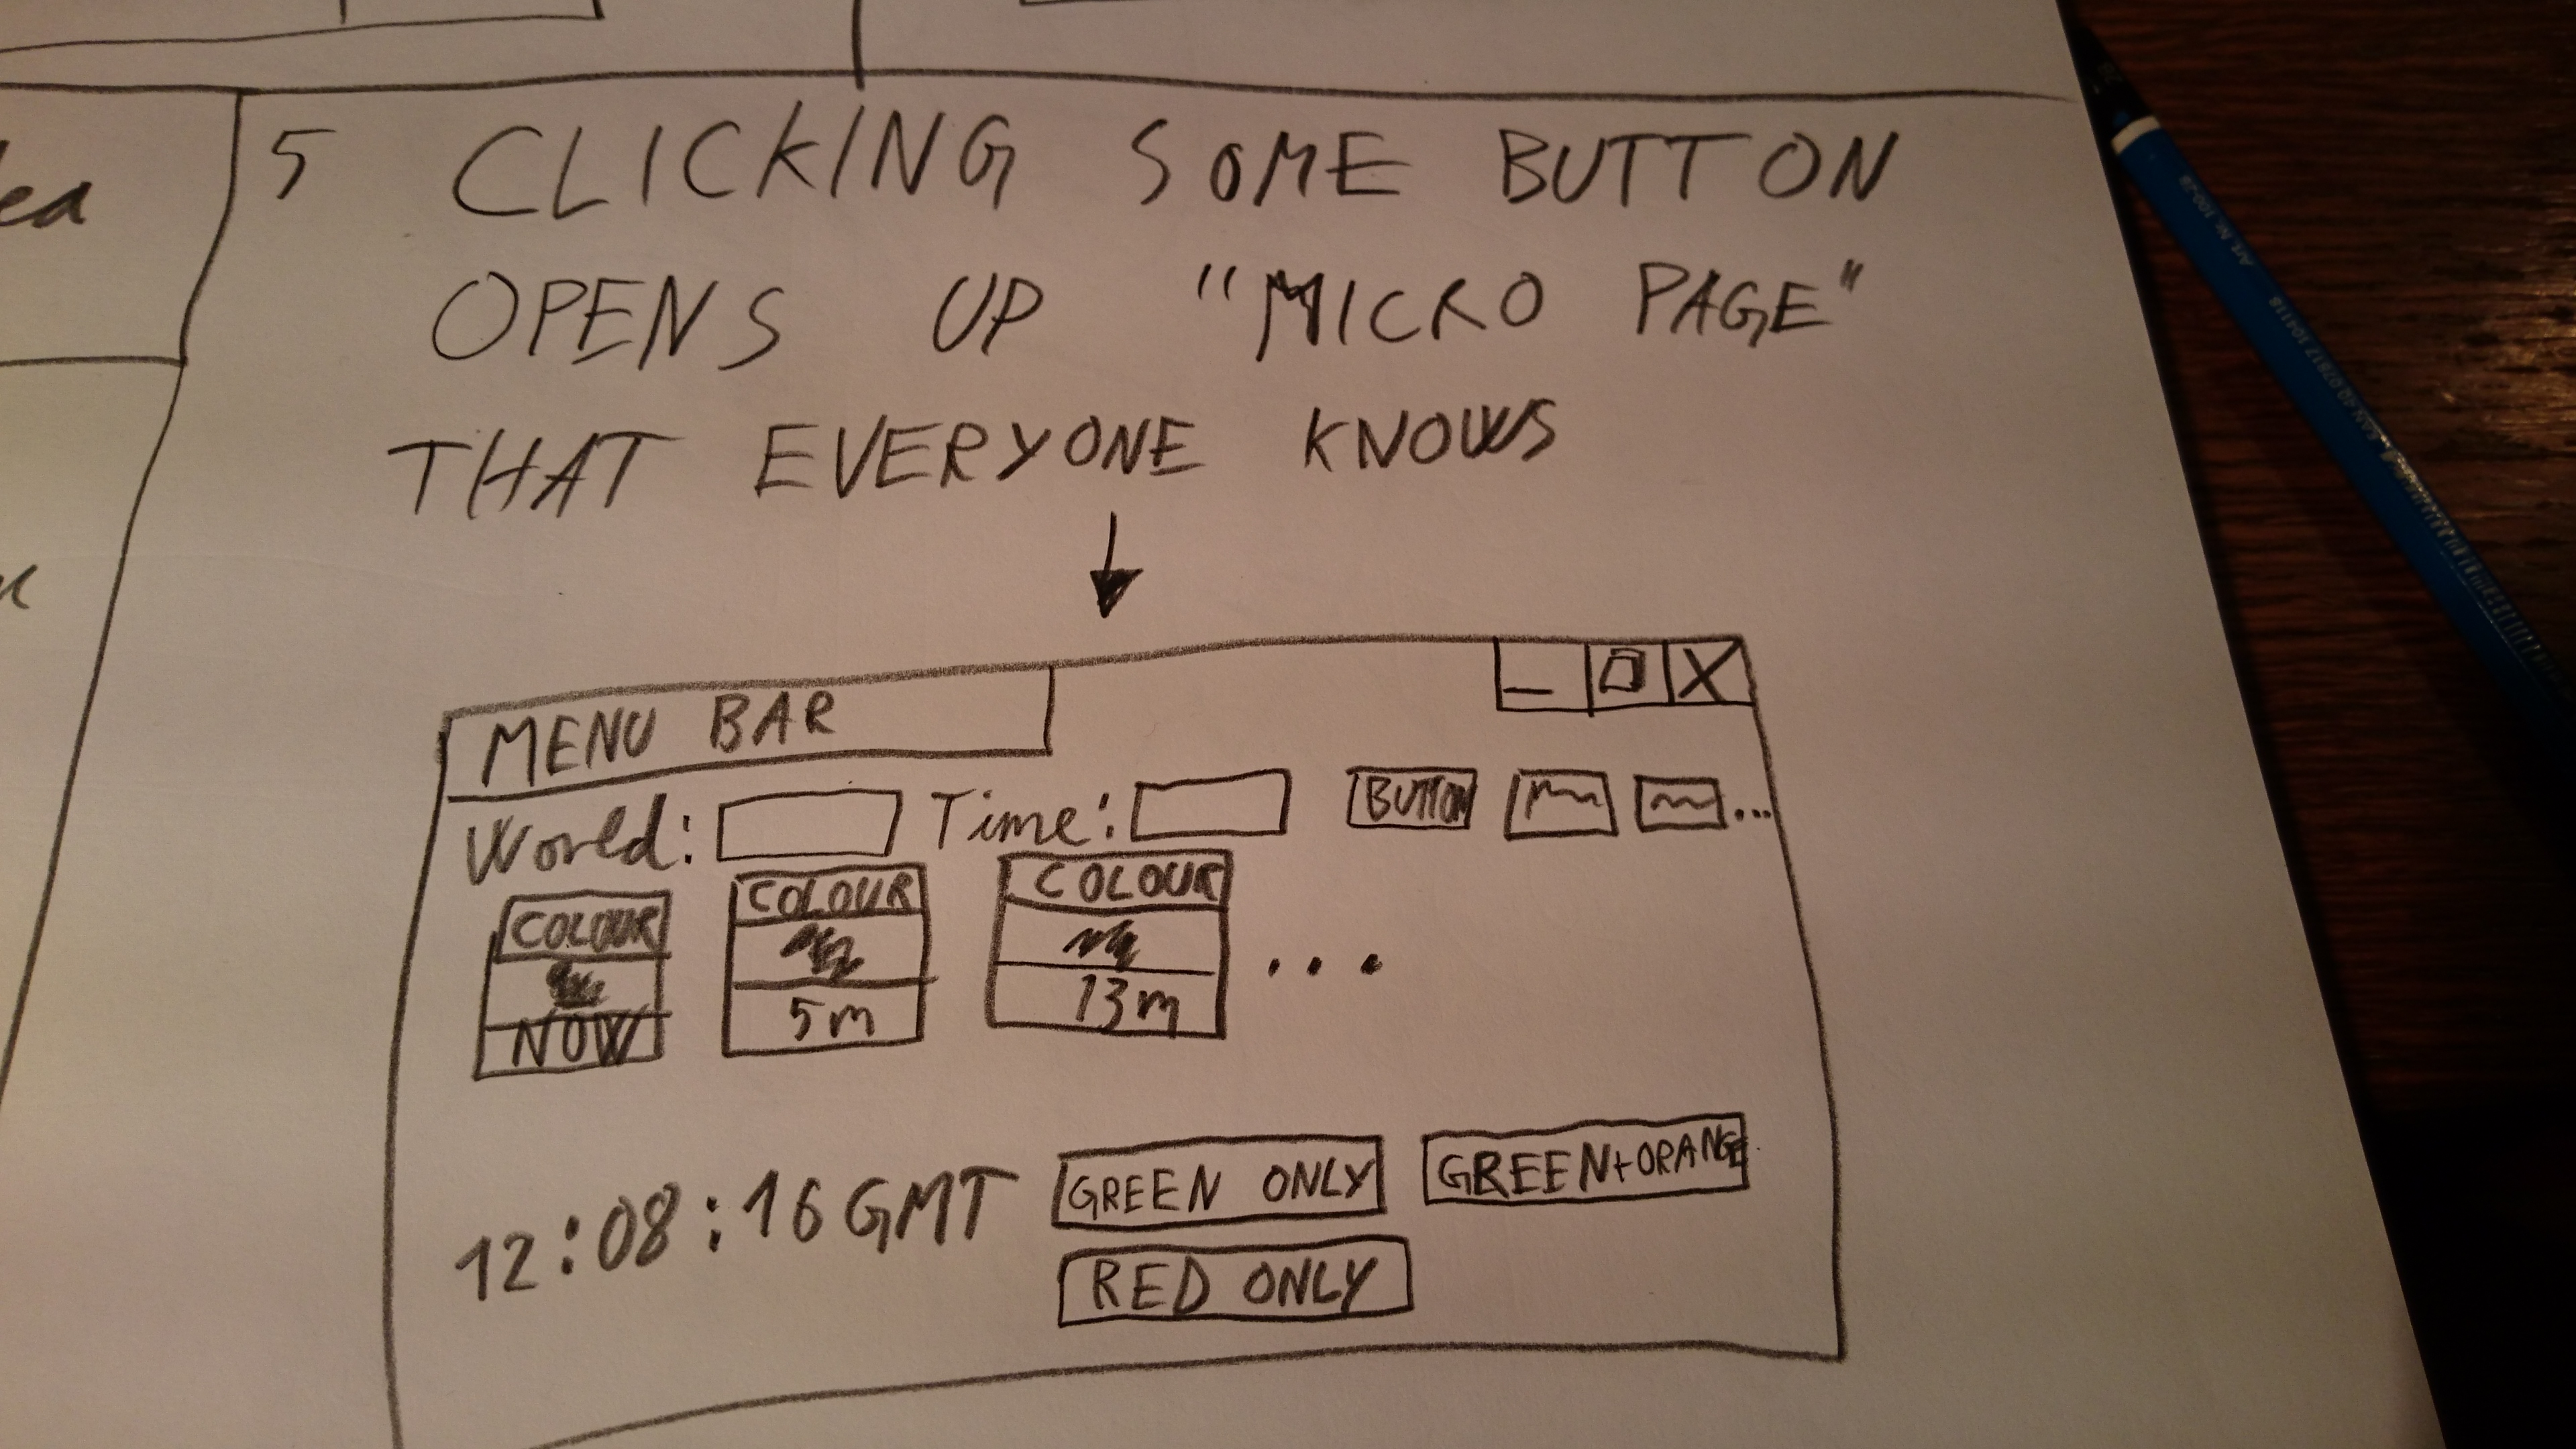 5 CLICKING SOME BUTTON
OPENS UP "MICRO PAGE"
THAT EVERYONE KNOWS
_ X
MENU BAR
World: Time: BUTTON ...
COLOUR COLOUR COLOUR
...
NOW 5m 13m
12:08:16 GMT GREEN ONLY GREEN+ORANGE
RED ONLY